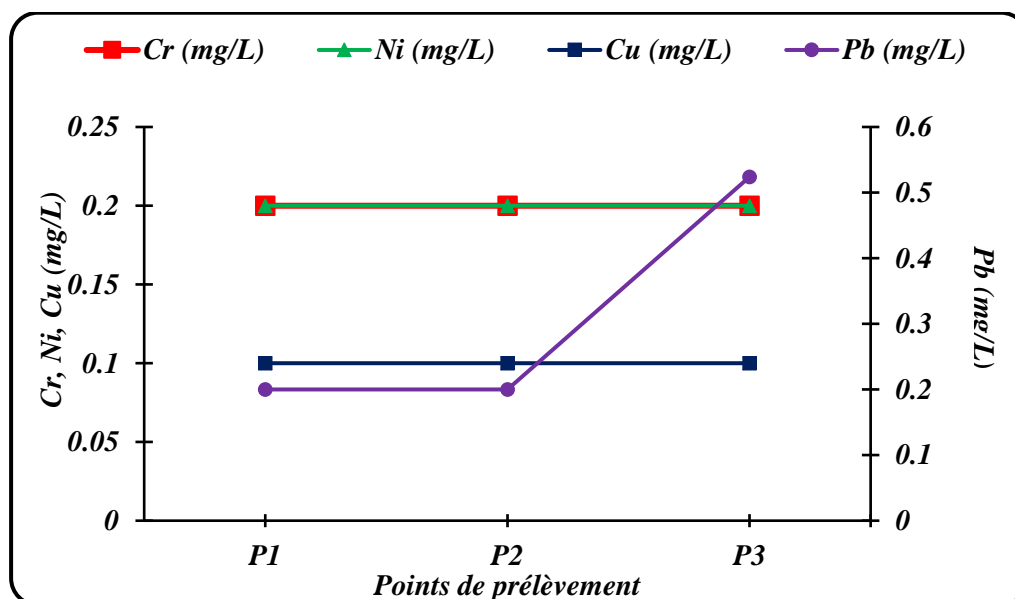 Cr (mg/L) Ni (mg/L) Cu (mg/L) Pb (mg/L)
Cr, Ni, Cu (mg/L)
0.25
0.2
0.15
0.1
0.05
0
0.6
0.5
0.4
0.3
0.2
0.1
0
Pb (mg/L)
P1 P2 P3
Points de prélèvement